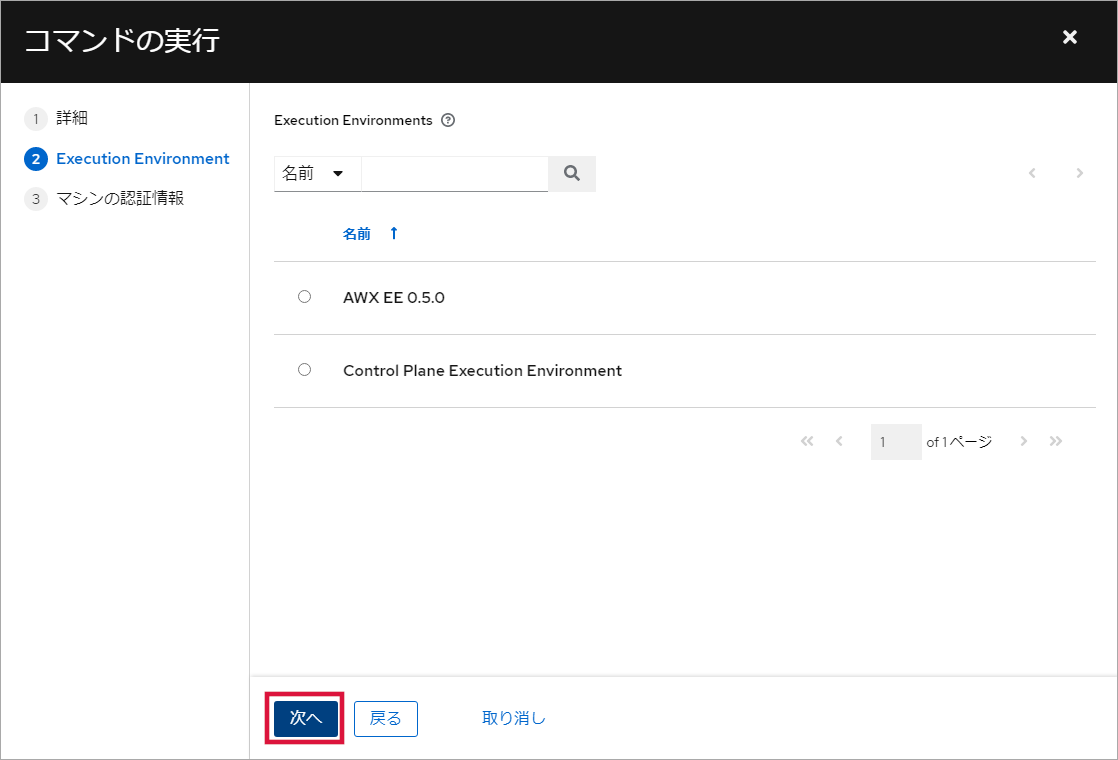 コマンドの実行
1 詳細
2 Execution Environment
3 マシンの認証情報
Execution Environments
名前
名前
AWX EE 0.5.0
Control Plane Execution Environment
1 of 1 ページ
次へ 戻る 取り消し